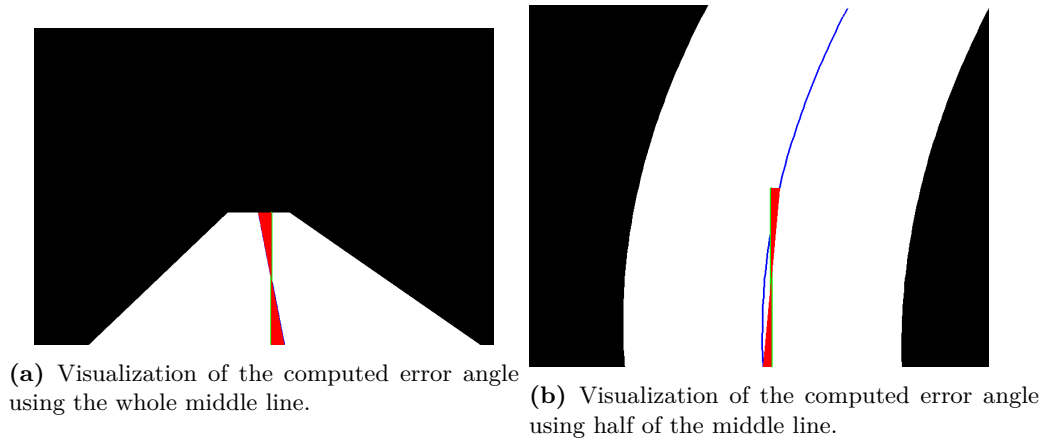 (a) Visualization of the computed error angle
using the whole middle line.
(b) Visualization of the computed error angle
using half of the middle line.